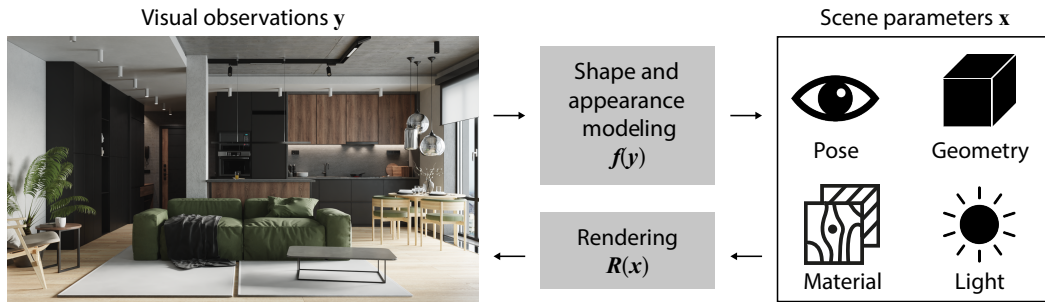 Visual observations y
Scene parameters x
Shape and
appearance
modeling
f(y)
Pose
Geometry
Rendering
R(x)
Material
Light